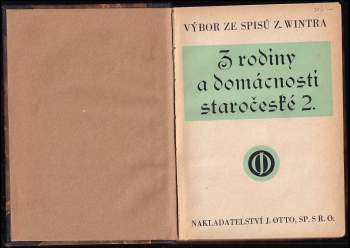 VÝBOR ZE SPISŮ Z. WINTRA
Z rodiny
a domácnosti
staročeské 2.
NAKLADATELSTVÍ J. OTTO, SP. S R. O.